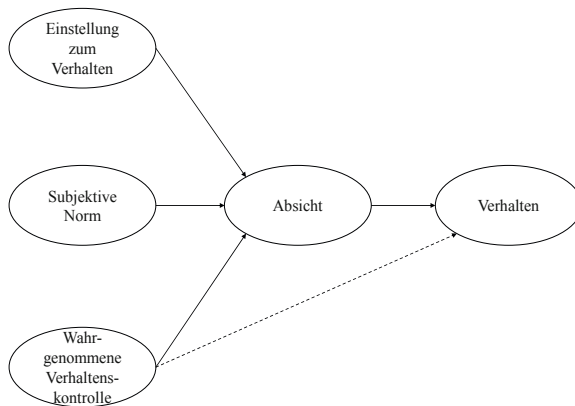 Einstellung
zum
Verhalten
Subjektive
Norm
Absicht
Verhalten
Wahr-
genommene
Verhaltens-
kontrolle